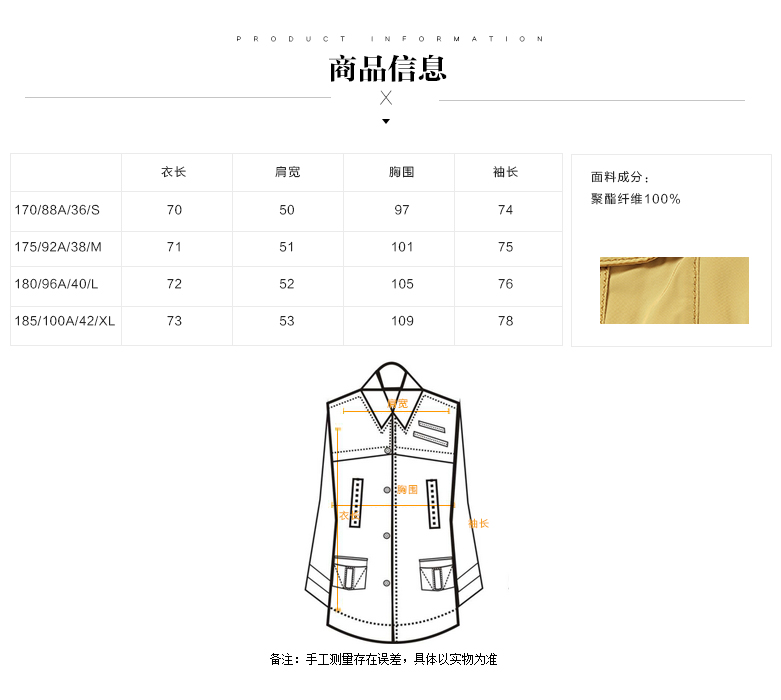 PRODUCT INFORMATION
商品信息
衣长 肩宽 胸围 袖长
170/88A/36/S 70 50 97 74
175/92A/38/M 71 51 101 75
180/96A/40/L 72 52 105 76
185/100A/42/XL 73 53 109 78
面料成分：
聚酯纤维100%
肩宽
胸围
衣长
袖长
备注：手工测量存在误差，具体以实物为准